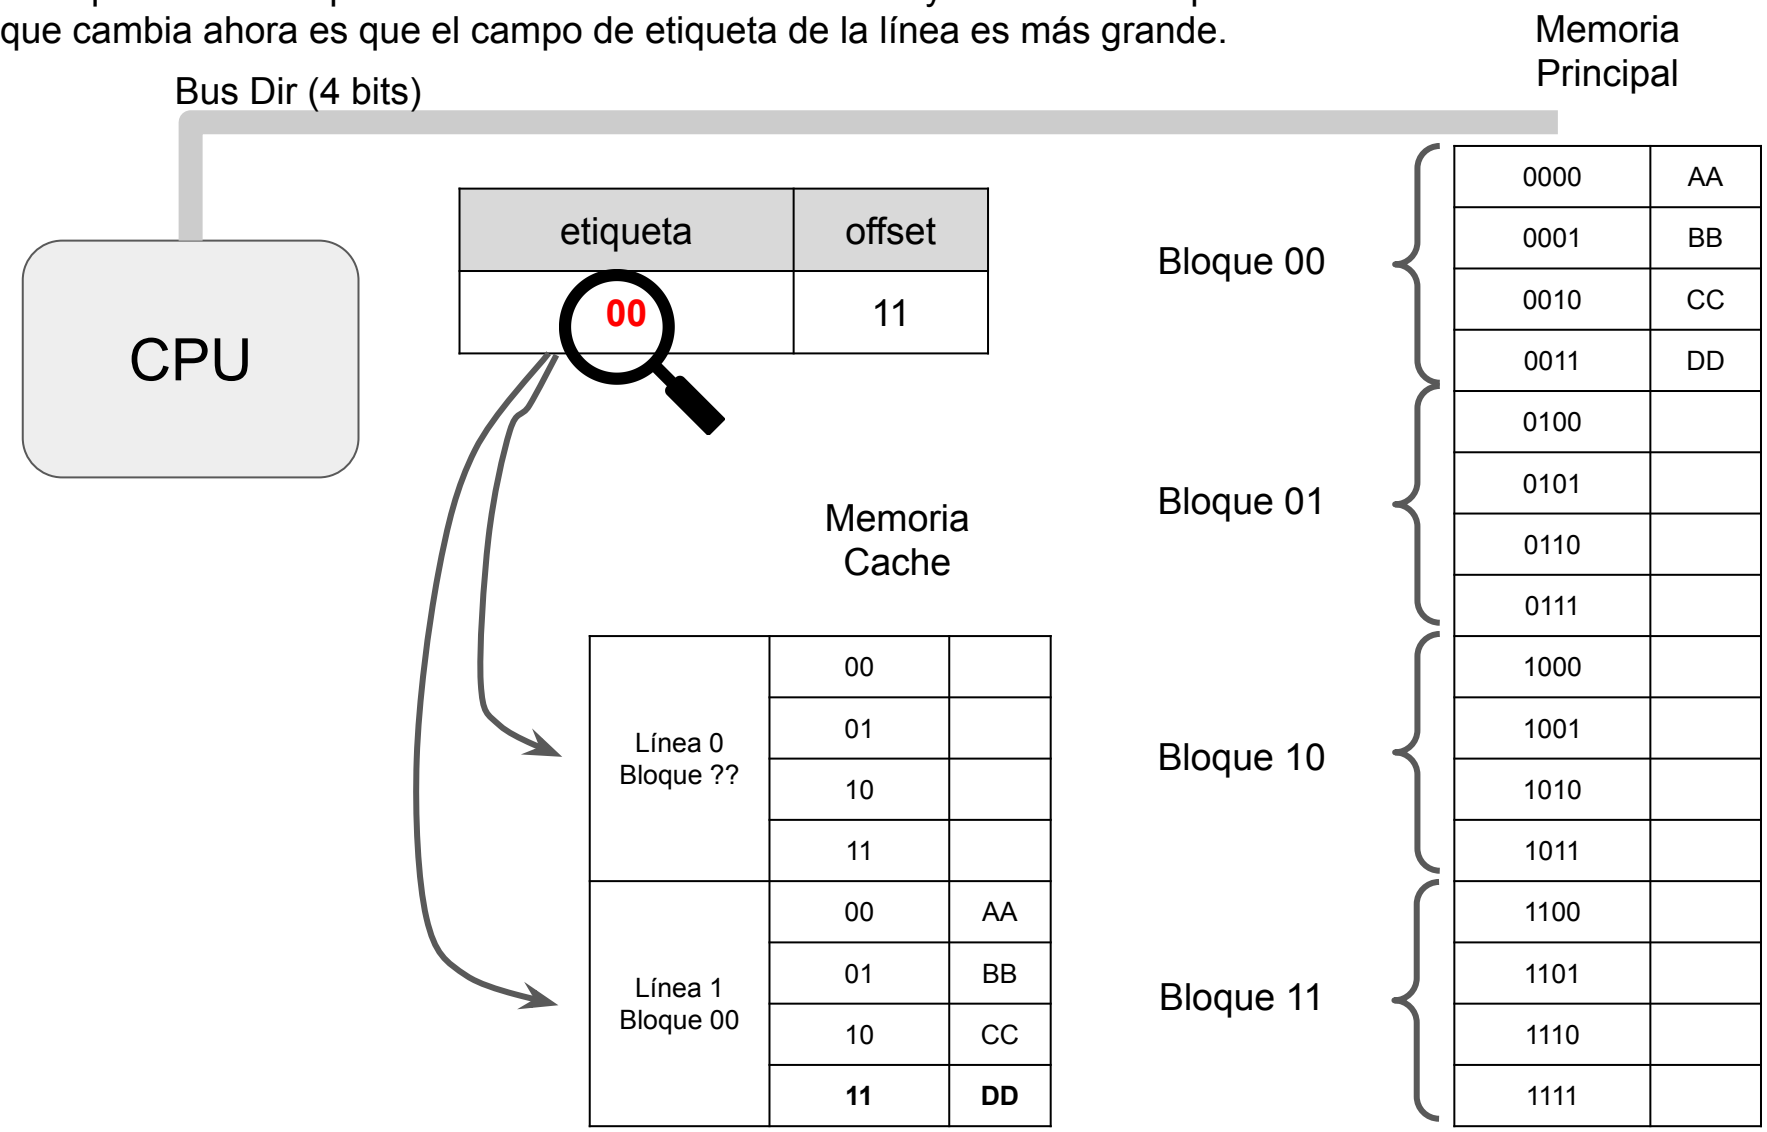 que cambia ahora es que el campo de etiqueta de la línea es más grande.
Memoria
Principal
Bus Dir (4 bits)
CPU
etiqueta offset
00 11
Memoria
Cache
Línea 0
Bloque ??
00
01
10
11
Línea 1
Bloque 00
00 AA
01 BB
10 CC
11 DD
Bloque 00
Bloque 01
Bloque 10
Bloque 11
0000 AA
0001 BB
0010 CC
0011 DD
0100
0101
0110
0111
1000
1001
1010
1011
1100
1101
1110
1111